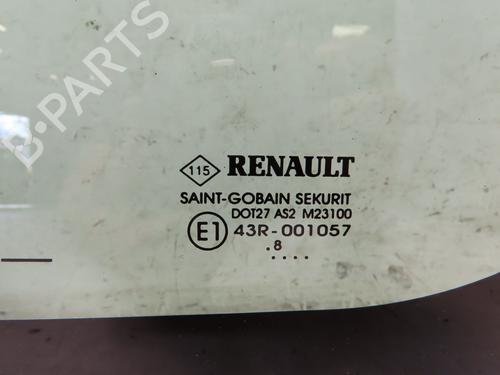 B-PARTS
115 RENAULT
SAINT-GOBAIN SEKURIT
DOT27 AS2 M23100
E1 43R-001057
.8
....